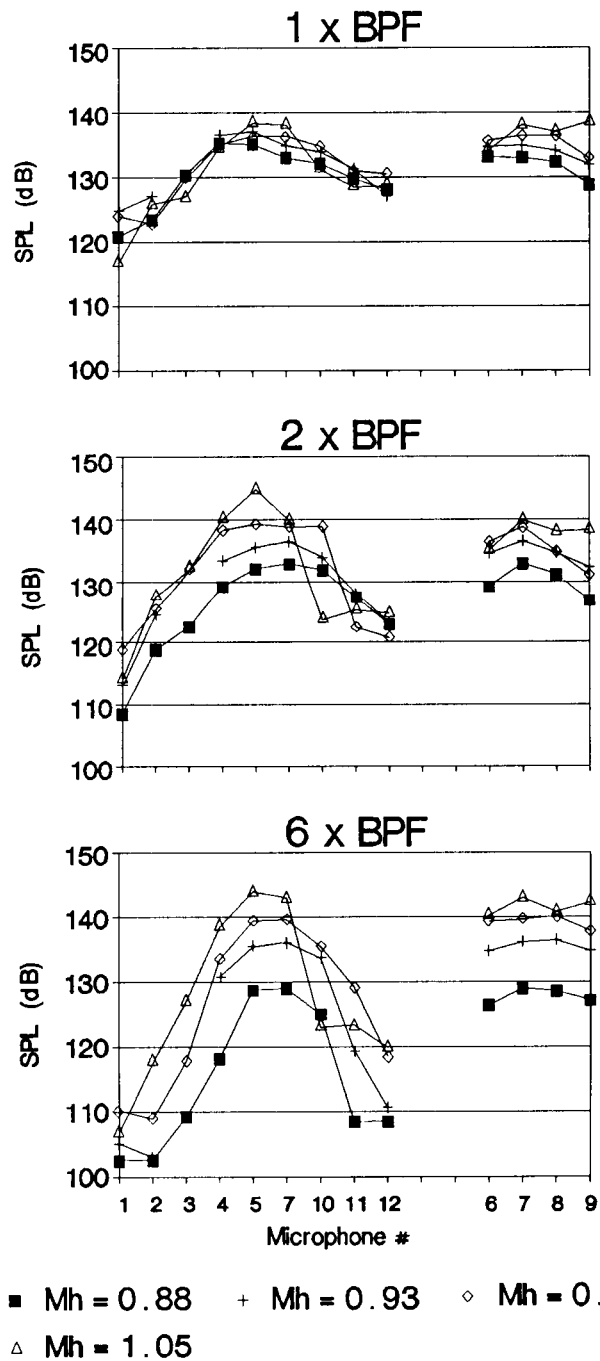 1 x BPF
150
140
130
120
110
100
SPL (dB)
2 x BPF
150
140
130
120
110
100
SPL (dB)
6 x BPF
150
140
130
120
110
100
SPL (dB)
1 2 3 4 5 7 10 11 12 6 7 8 9
Microphone #
Mh = 0.88 Mh = 0.93 Mh = 0.
Mh = 1.05